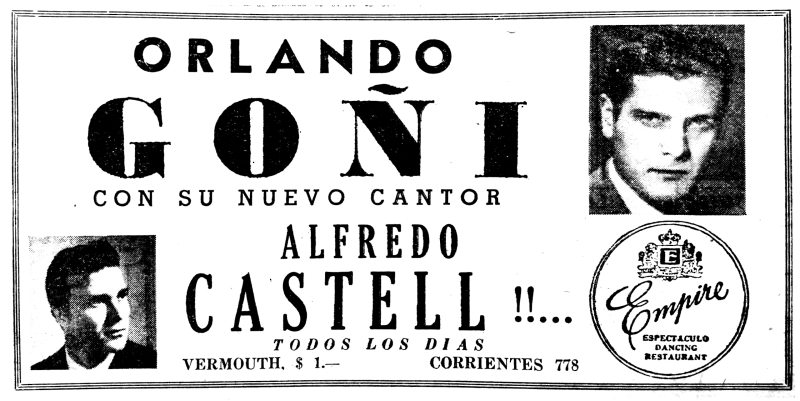 ORLANDO
GOÑI
CON SU NUEVO CANTOR
ALFREDO
CASTELL !!...
TODOS LOS DIAS
VERMOUTH, $ 1.—
CORRIENTES 778
E
Empire
ESPECTACULO
DANCING
RESTAURANT